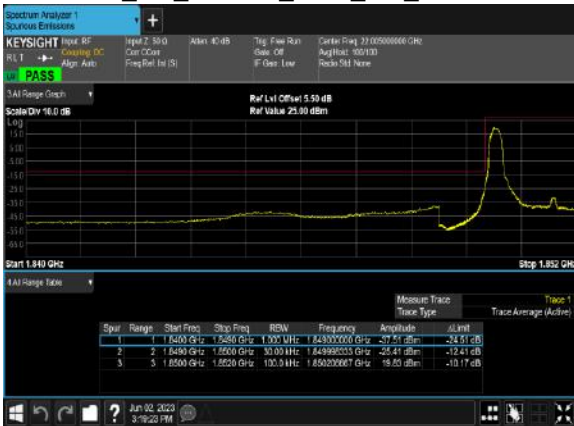 Spectrum Analyzer 1
Spurious Emissions
+
KEYSIGHT Input: RF
Coupling: DC
Align: Auto
Input Z: 50 Ω
Corr CCorr
Freq Ref: Int (S)
Atten: 40 dB
Trig: Free Run
Gate: Off
IF Gain: Low
Center Freq: 22.005000000 GHz
Avg|Hold: 100/100
Radio Std: None
PASS
3.All Range Graph
Scale/Div 10.0 dB
Ref Lvl Offset 5.50 dB
Ref Value 25.00 dBm
Log
15.0
5.00
-5.00
-15.0
-25.0
-35.0
-45.0
-55.0
-65.0
Start 1.840 GHz
Stop 1.852 GHz
4.All Range Table
Measure Trace Trace 1
Trace Type Trace Average (Active)
Spur Range Start Freq Stop Freq RBW Frequency Amplitude ∆Limit
1 1 1.8400 GHz 1.8490 GHz 1.000 MHz 1.849000000 GHz -37.51 dBm -24.51 dB
2 2 1.8490 GHz 1.8500 GHz 30.00 kHz 1.849998333 GHz -25.41 dBm -12.41 dB
3 3 1.8500 GHz 1.8520 GHz 100.0 kHz 1.850206667 GHz 19.83 dBm -10.17 dB
?
Jun 02, 2023
3:19:23 PM